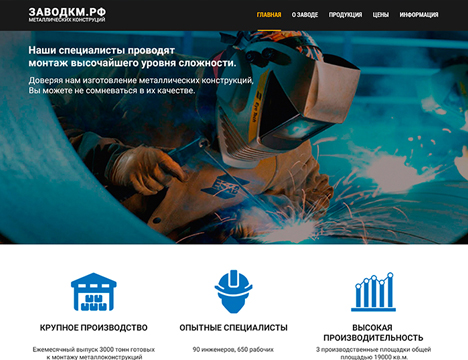 ЗАВОДКМ.РФ
МЕТАЛЛИЧЕСКИХ КОНСТРУКЦИЙ
ГЛАВНАЯ О ЗАВОДЕ ПРОДУКЦИЯ ЦЕНЫ ИНФОРМАЦИЯ
Наши специалисты проводят
монтаж высочайшего уровня сложности.
Доверяя нам изготовление металлических конструкций,
Вы можете не сомневаться в их качестве.
КРУПНОЕ ПРОИЗВОДСТВО
Ежемесячный выпуск 3000 тонн готовых
к монтажу металлоконструкций
ОПЫТНЫЕ СПЕЦИАЛИСТЫ
90 инженеров, 650 рабочих
ВЫСОКАЯ
ПРОИЗВОДИТЕЛЬНОСТЬ
3 производственные площадки общей
площадью 19000 кв.м.